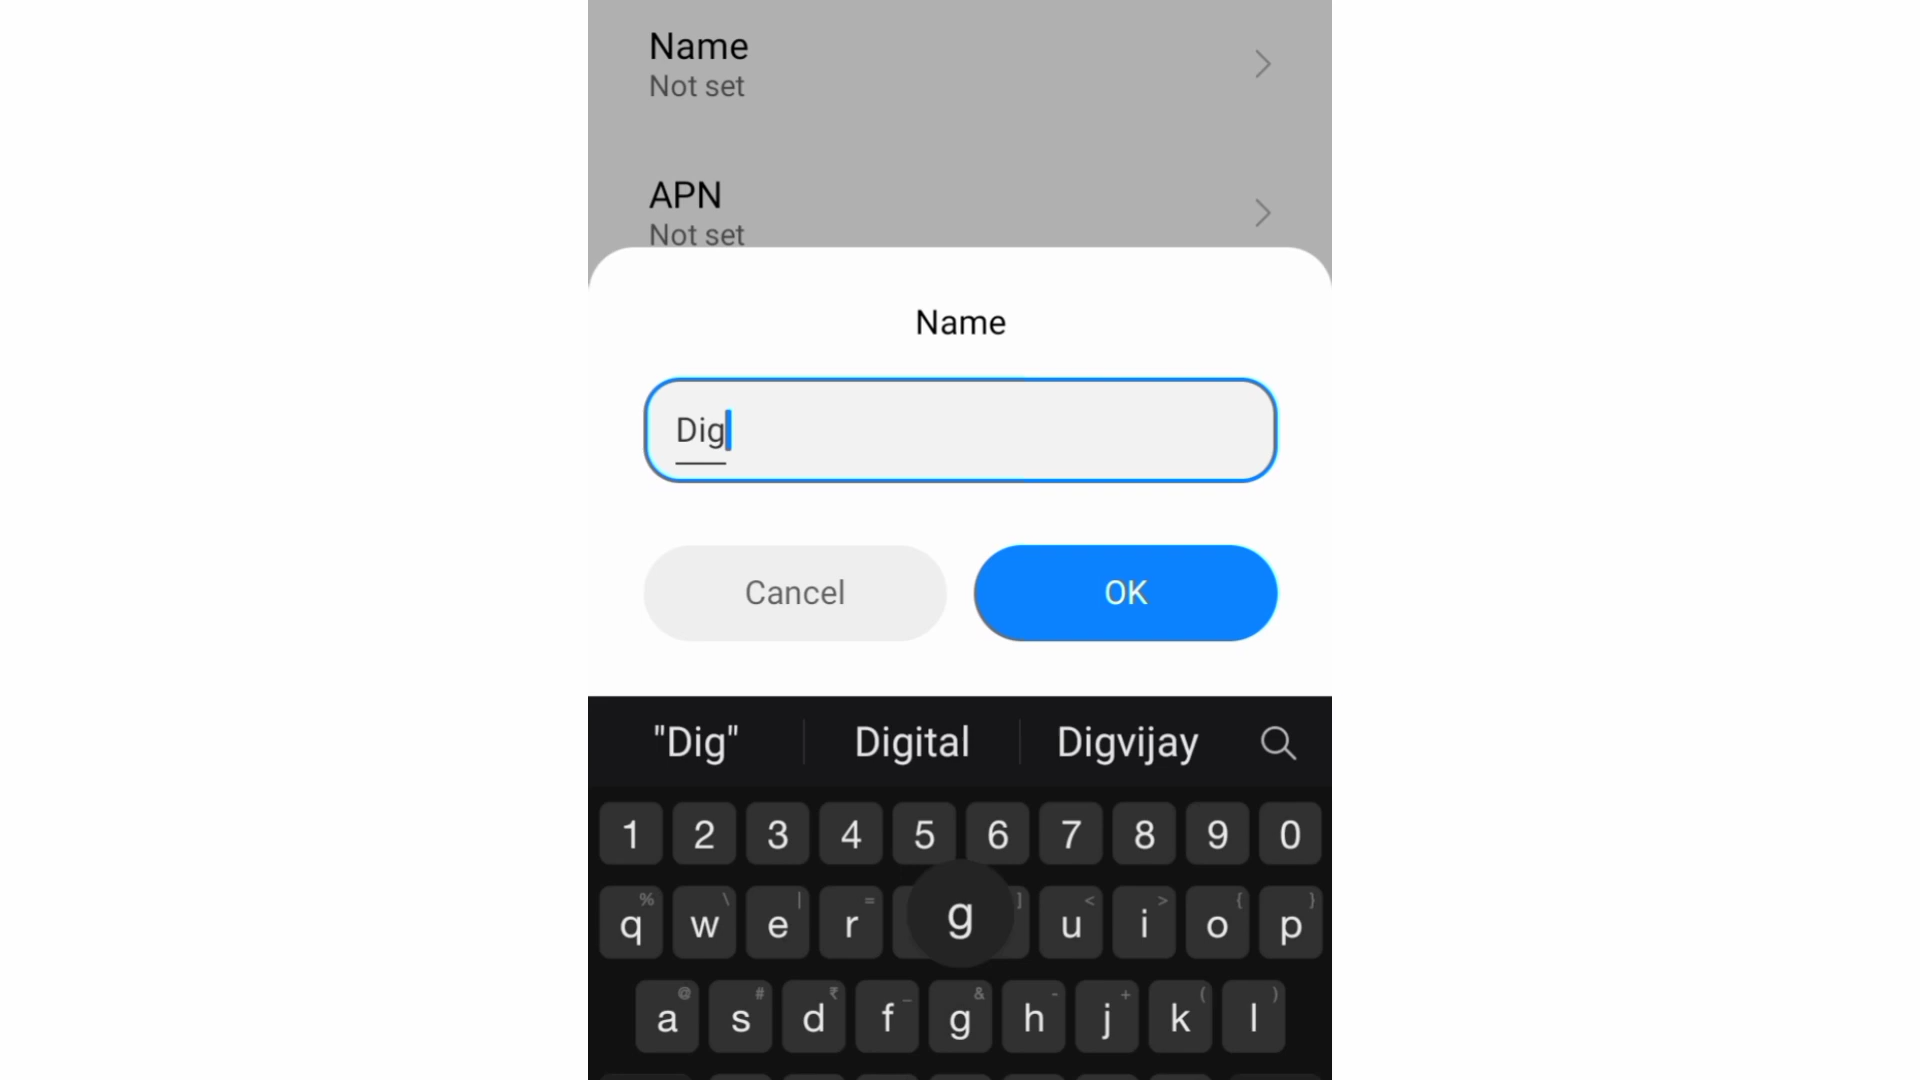 Name
Not set
APN
Not set
Name
Dig
Cancel
OK
"Dig" Digital Digvijay
1 2 3 4 5 6 7 8 9 0
% \ | = ] < > { }
q w e r g u i o p
@ # ₹ _ & - + ( )
a s d f g h j k l